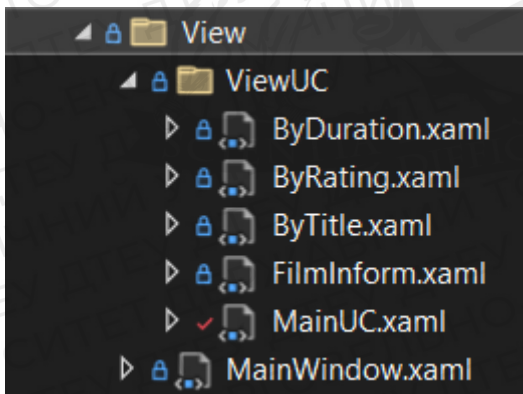 View
ViewUC
ByDuration.xaml
ByRating.xaml
ByTitle.xaml
FilmInform.xaml
MainUC.xaml
MainWindow.xaml